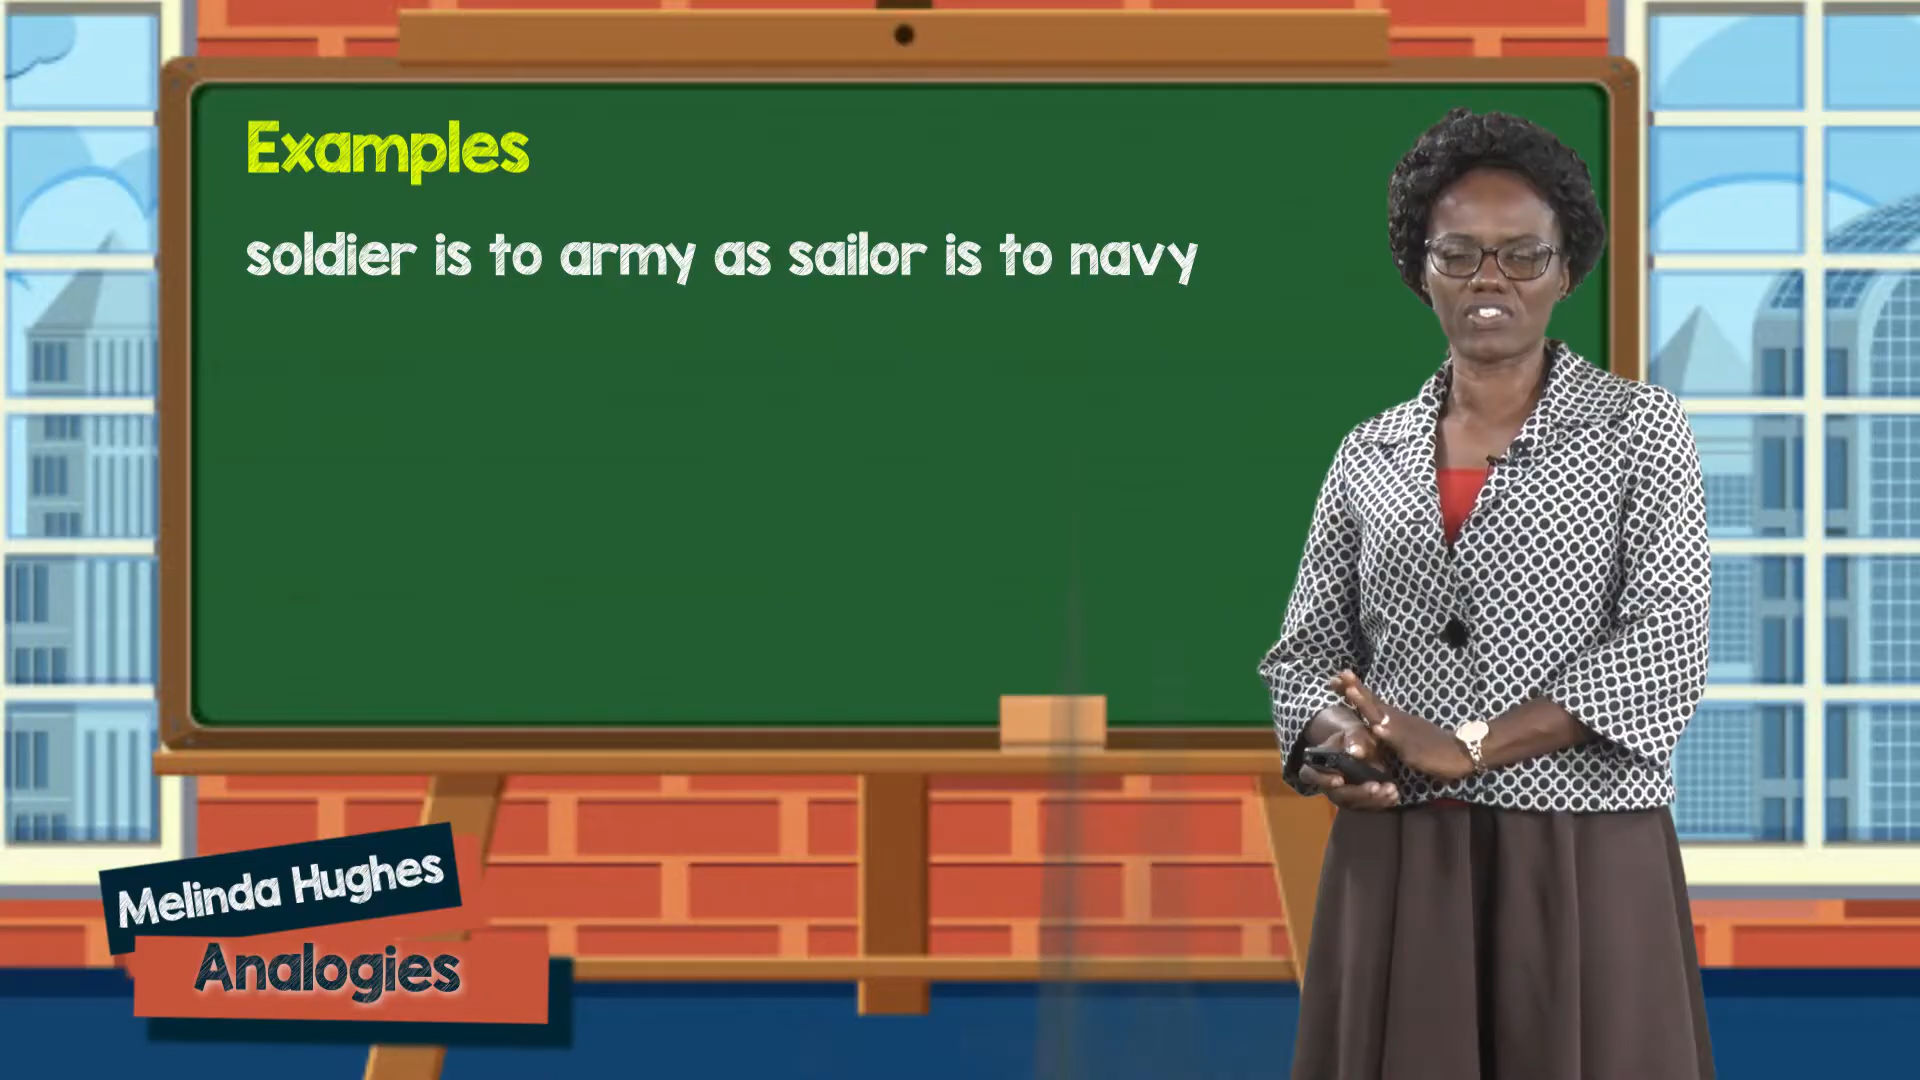 Examples
soldier is to army as sailor is to navy
Melinda Hughes
Analogies